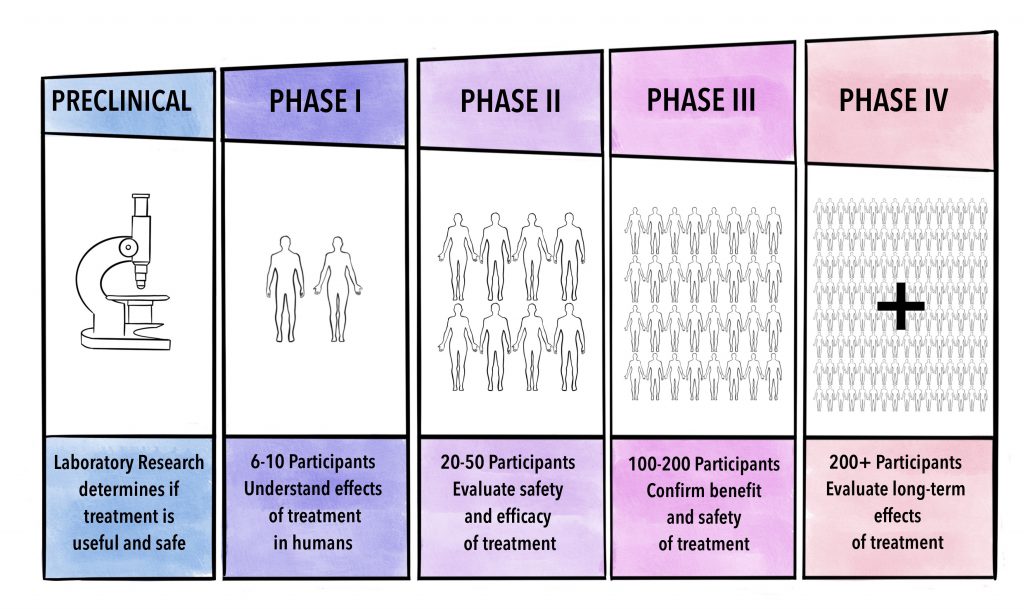 PRECLINICAL
PHASE I
PHASE II
PHASE III
PHASE IV
Laboratory Research
determines if
treatment is
useful and safe
6-10 Participants
Understand effects
of treatment
in humans
20-50 Participants
Evaluate safety
and efficacy
of treatment
100-200 Participants
Confirm benefit
and safety
of treatment
200+ Participants
Evaluate long-term
effects
of treatment